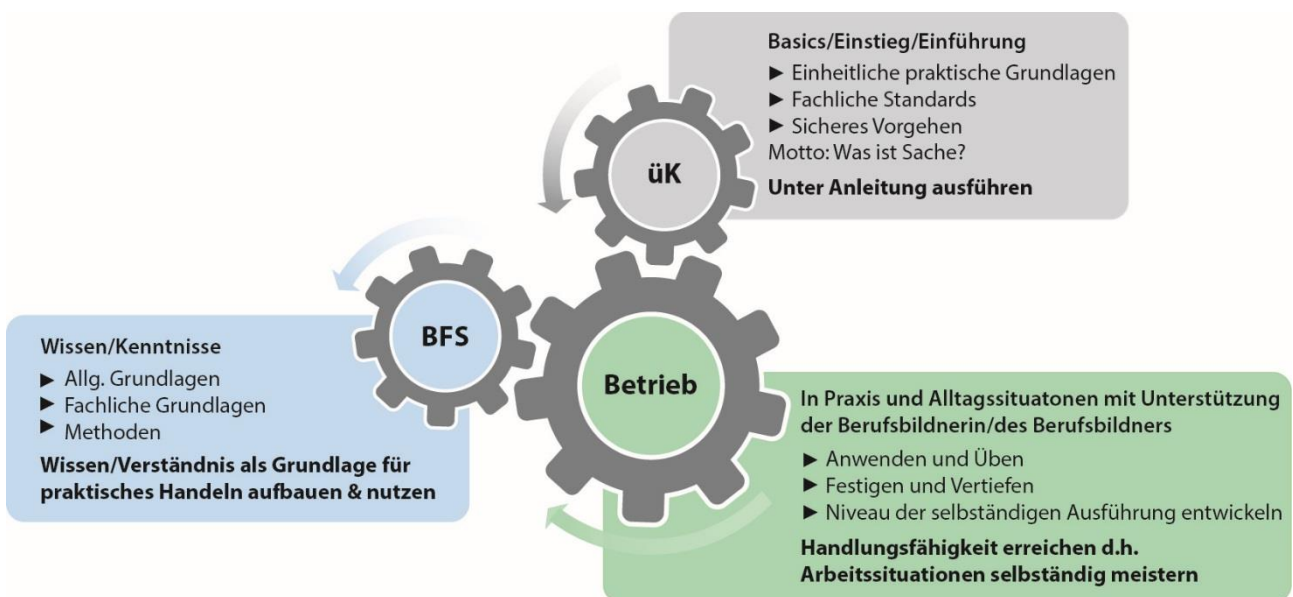 Basics/Einstieg/Einführung
► Einheitliche praktische Grundlagen
► Fachliche Standards
► Sicheres Vorgehen
Motto: Was ist Sache?
Unter Anleitung ausführen
üK
BFS
Wissen/Kenntnisse
► Allg. Grundlagen
► Fachliche Grundlagen
► Methoden
Wissen/Verständnis als Grundlage für
praktisches Handeln aufbauen & nutzen
Betrieb
In Praxis und Alltagssituatonen mit Unterstützung
der Berufsbildnerin/des Berufsbildners
► Anwenden und Üben
► Festigen und Vertiefen
► Niveau der selbständigen Ausführung entwickeln
Handlungsfähigkeit erreichen d.h.
Arbeitssituationen selbständig meistern